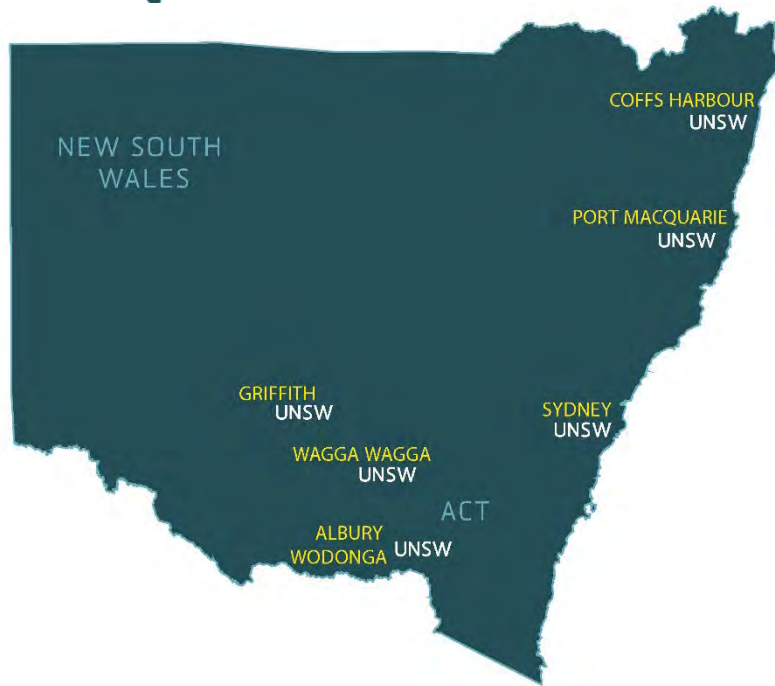 COFFS HARBOUR
UNSW
NEW SOUTH
WALES
PORT MACQUARIE
UNSW
GRIFFITH
UNSW
SYDNEY
UNSW
WAGGA WAGGA
UNSW
ACT
ALBURY
WODONGA
UNSW